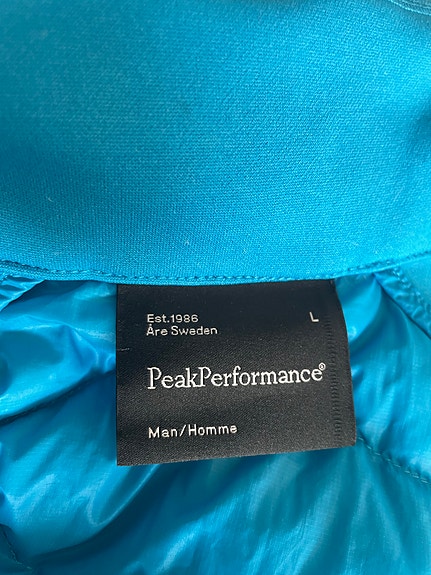 Est.1986 L
Åre Sweden
PeakPerformance®
Man/Homme